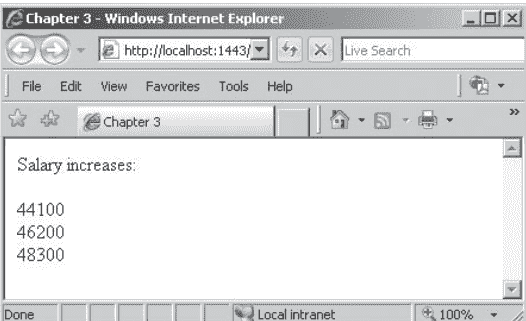 Chapter 3 - Windows Internet Explorer
http://localhost:1443/
Live Search
File Edit View Favorites Tools Help
Chapter 3
Salary increases:
44100
46200
48300
Done Local intranet 100%